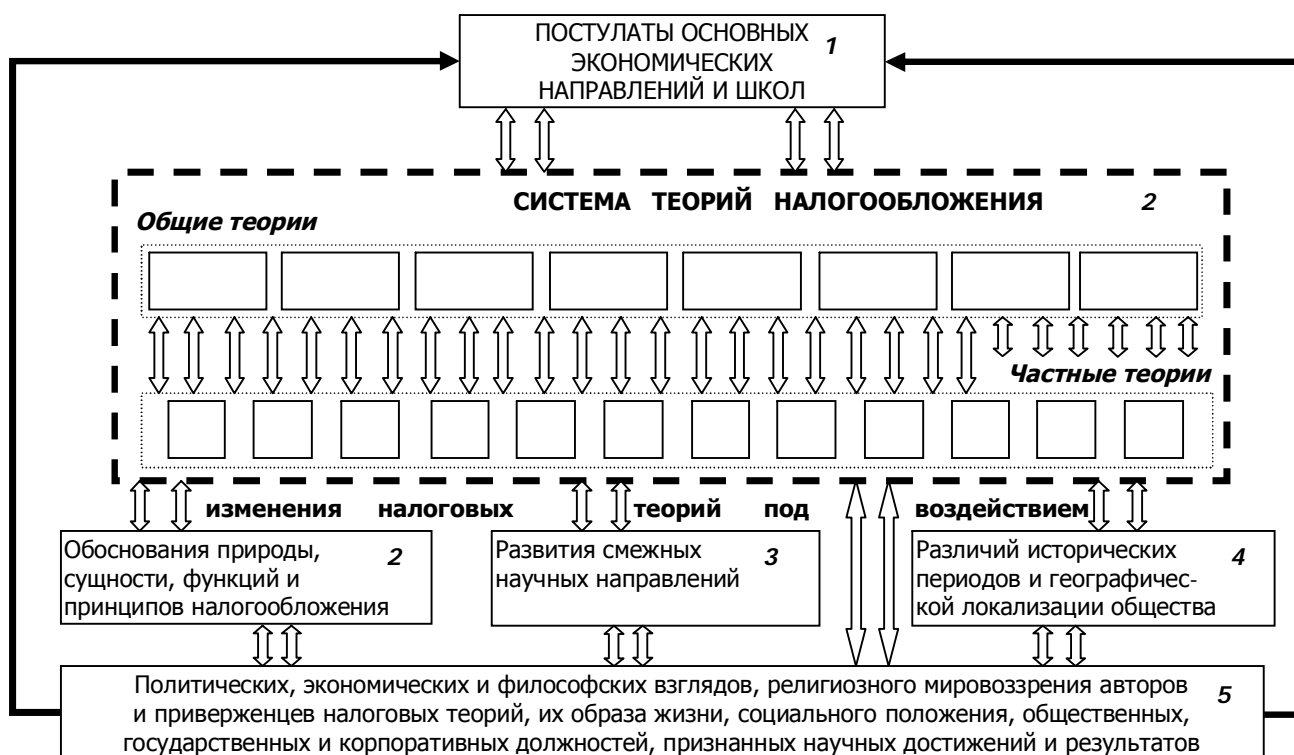 ПОСТУЛАТЫ ОСНОВНЫХ 1
ЭКОНОМИЧЕСКИХ
НАПРАВЛЕНИЙ И ШКОЛ
СИСТЕМА ТЕОРИЙ НАЛОГООБЛОЖЕНИЯ 2
Общие теории
Частные теории
изменения налоговых теорий под воздействием
Обоснования природы, 2
сущности, функций и
принципов налогообложения
Развития смежных 3
научных направлений
Различий исторических 4
периодов и географичес-
кой локализации общества
Политических, экономических и философских взглядов, религиозного мировоззрения авторов 5
и приверженцев налоговых теорий, их образа жизни, социального положения, общественных,
государственных и корпоративных должностей, признанных научных достижений и результатов